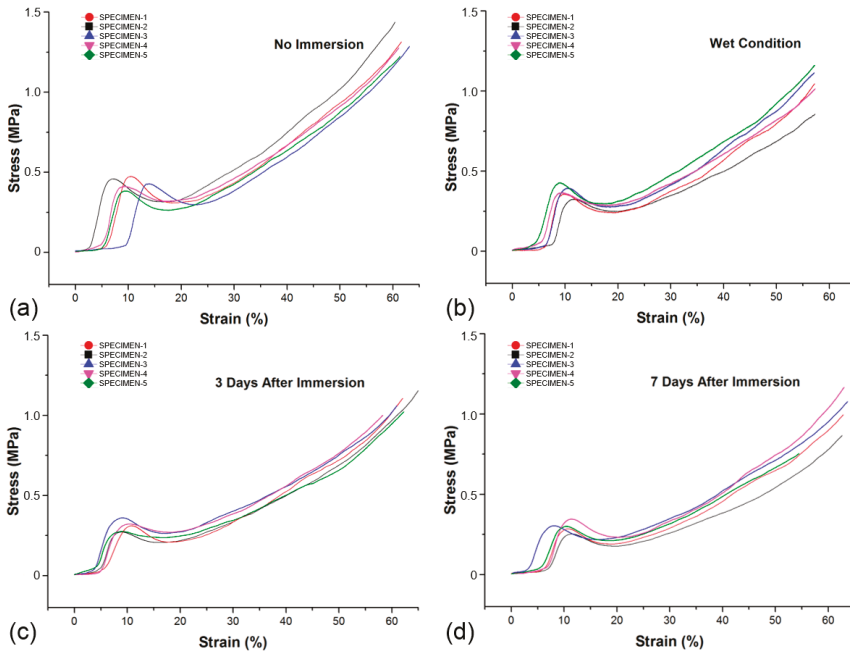 SPECIMEN-1
SPECIMEN-2
SPECIMEN-3
SPECIMEN-4
SPECIMEN-5
No Immersion
1.5
1.0
0.5
0
Stress (MPa)
0 10 20 30 40 50 60
Strain (%)
(a)
SPECIMEN-1
SPECIMEN-2
SPECIMEN-3
SPECIMEN-4
SPECIMEN-5
Wet Condition
1.5
1.0
0.5
0
Stress (MPa)
0 10 20 30 40 50 60
Strain (%)
(b)
SPECIMEN-1
SPECIMEN-2
SPECIMEN-3
SPECIMEN-4
SPECIMEN-5
3 Days After Immersion
1.5
1.0
0.5
0
Stress (MPa)
0 10 20 30 40 50 60
Strain (%)
(c)
SPECIMEN-1
SPECIMEN-2
SPECIMEN-3
SPECIMEN-4
SPECIMEN-5
7 Days After Immersion
1.5
1.0
0.5
0
Stress (MPa)
0 10 20 30 40 50 60
Strain (%)
(d)